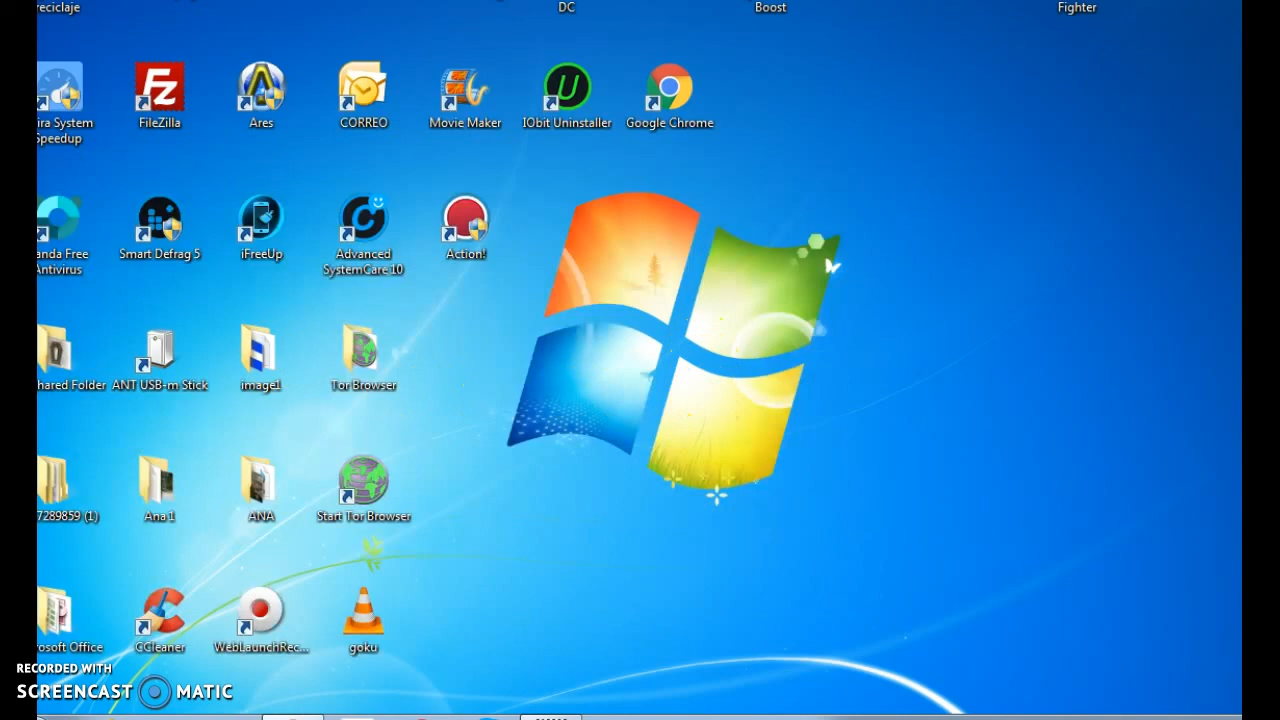 reciclaje
DC
Boost
Fighter
ira System
Speedup
FileZilla
Ares
CORREO
Movie Maker
IObit Uninstaller
Google Chrome
anda Free
Antivirus
Smart Defrag 5
iFreeUp
Advanced
SystemCare 10
Action!
hared Folder
ANT USB-m Stick
image1
Tor Browser
7289859 (1)
Ana 1
ANA
Start Tor Browser
rosoft Office
CCleaner
WebLaunchRec...
goku
RECORDED WITH
SCREENCAST MATIC